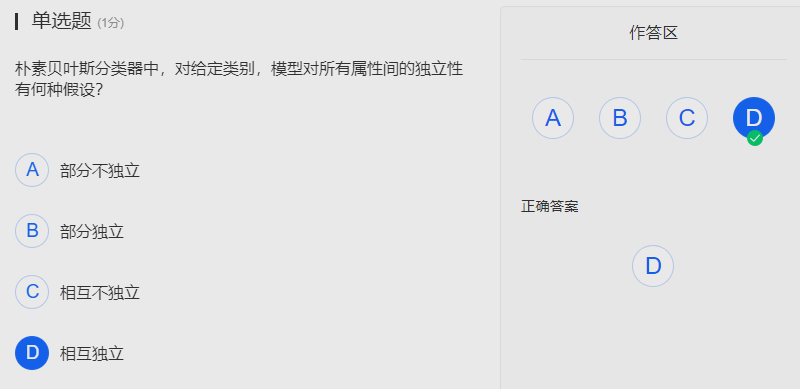 单选题 (1分)
朴素贝叶斯分类器中，对给定类别，模型对所有属性间的独立性
有何种假设？
A 部分不独立
B 部分独立
C 相互不独立
D 相互独立
作答区
A B C D
正确答案
D